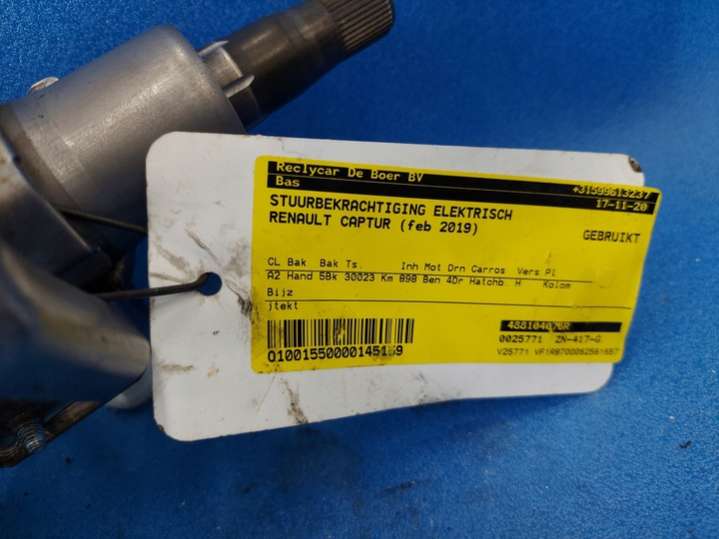 Reclycar De Boer BV +31599613237
Bas 17-11-20
STUURBEKRACHTIGING ELEKTRISCH
RENAULT CAPTUR (feb 2019) GEBRUIKT
CL Bak Bak Ts. Inh Mot Drn Carros Vers Pl
A2 Hand 5Bk 30023 Km 898 Ben 4Dr Hatchb. H Kolom
Bijz
jtekt
488104076R
0025771 ZN-417-G
V25771